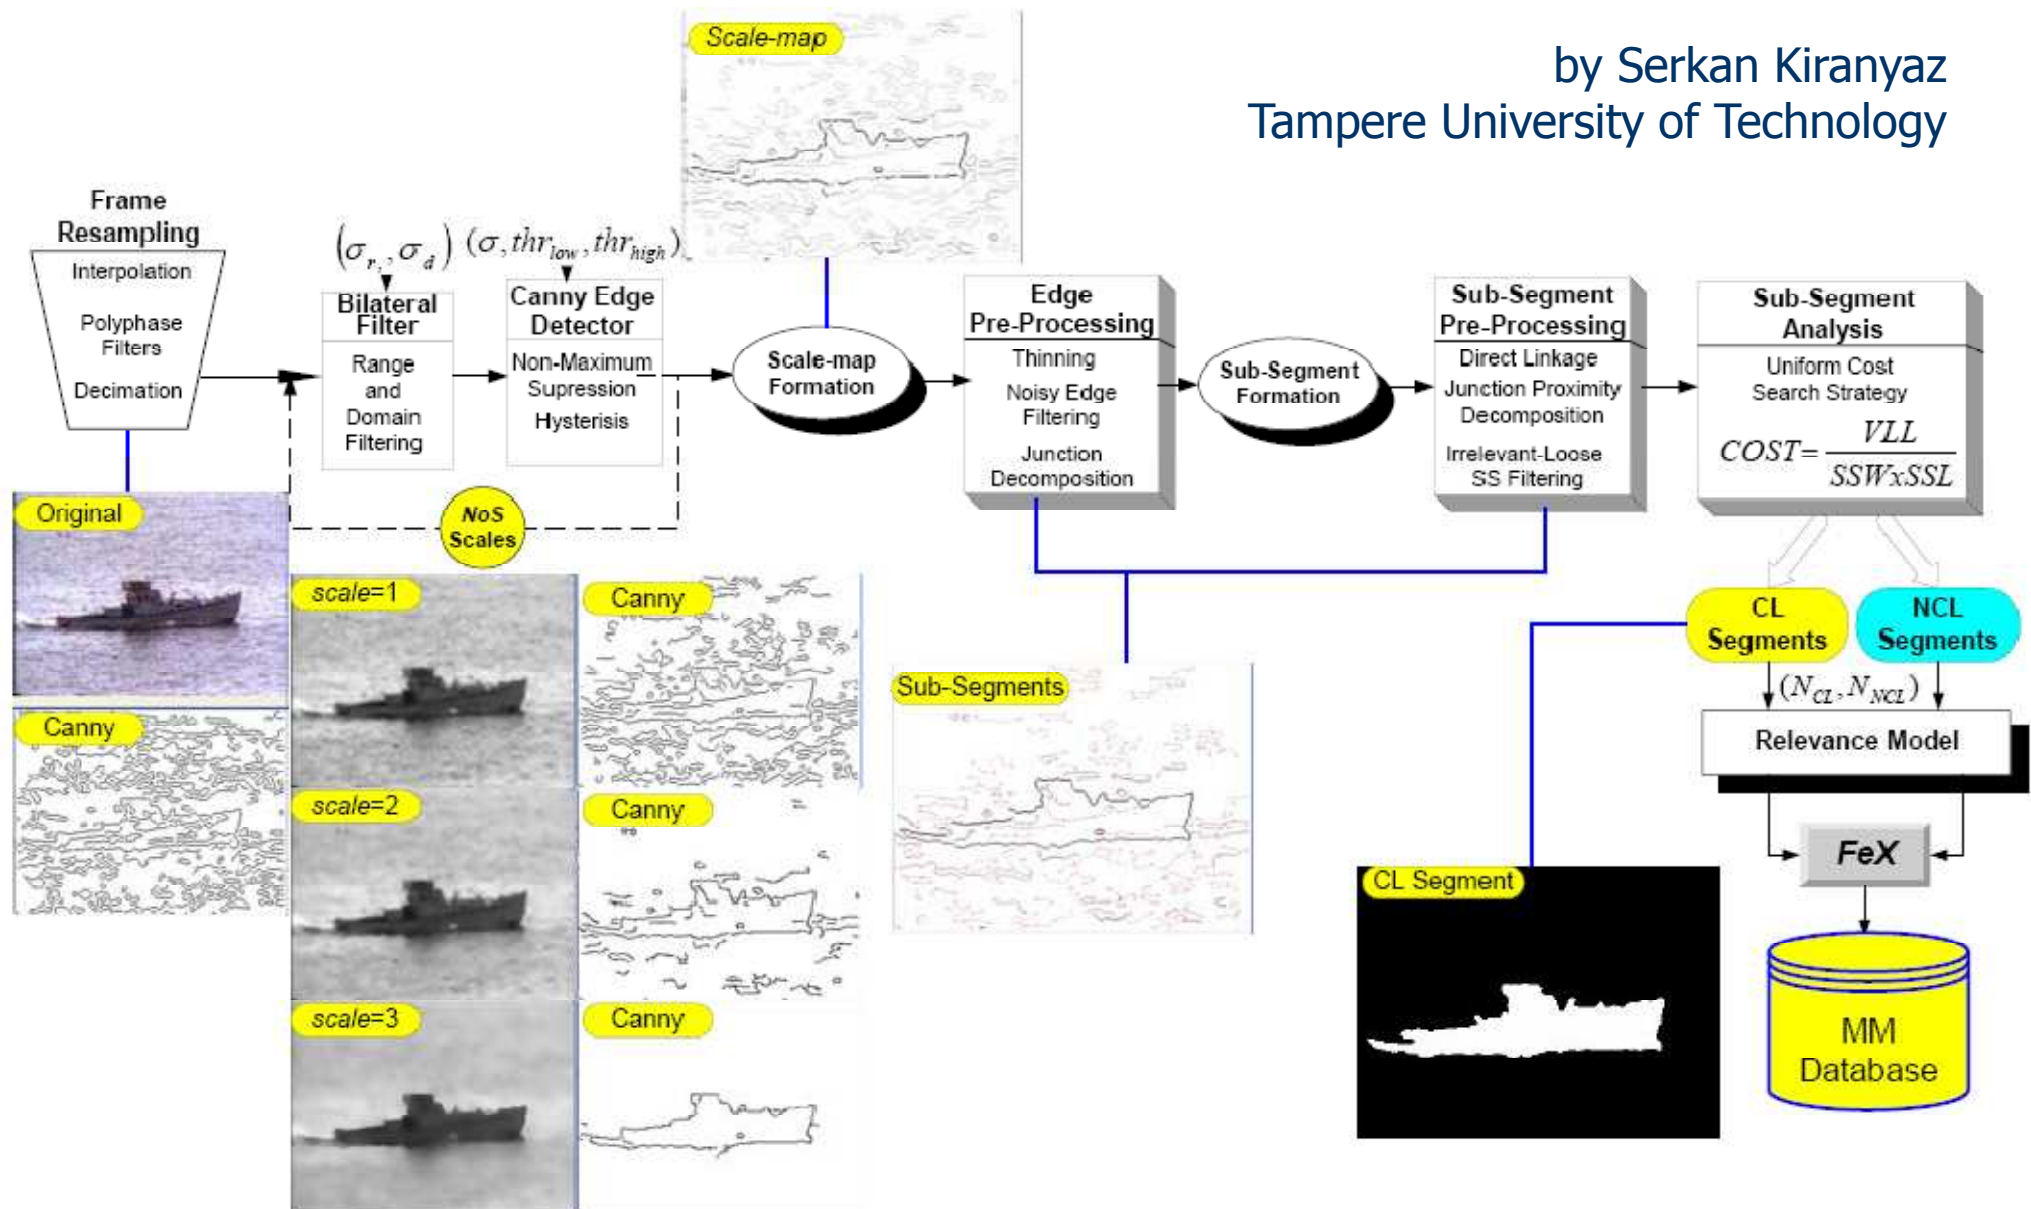 by Serkan Kiranyaz
Tampere University of Technology
Scale-map
Frame
Resampling
Interpolation
Polyphase
Filters
Decimation
(σr, , σd)
(σ, thrlow, thrhigh)
Bilateral
Filter
Range
and
Domain
Filtering
Canny Edge
Detector
Non-Maximum
Supression
Hysterisis
NoS
Scales
Scale-map
Formation
Edge
Pre-Processing
Thinning
Noisy Edge
Filtering
Junction
Decomposition
Sub-Segment
Formation
Sub-Segment
Pre-Processing
Direct Linkage
Junction Proximity
Decomposition
Irrelevant-Loose
SS Filtering
Sub-Segment
Analysis
Uniform Cost
Search Strategy
COST= VLL
SSWxSSL
Original
Canny
scale=1
Canny
scale=2
Canny
scale=3
Canny
Sub-Segments
CL
Segments
NCL
Segments
(NCL, NNCL)
Relevance Model
FeX
CL Segment
MM
Database